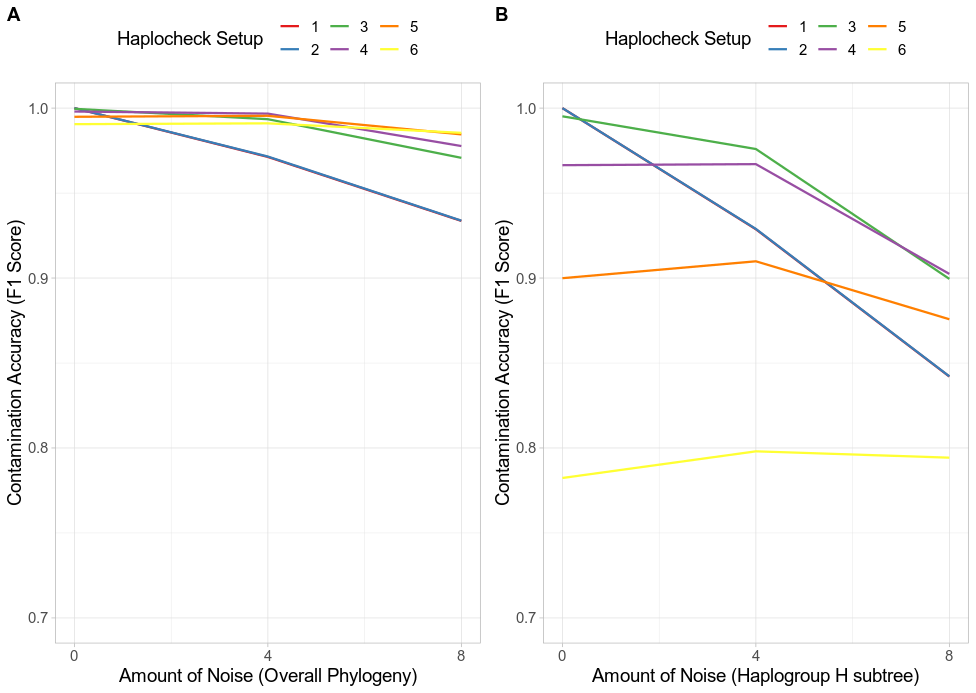 A
Haplocheck Setup
1 3 5
2 4 6
Contamination Accuracy (F1 Score)
1.0
0.9
0.8
0.7
0 4 8
Amount of Noise (Overall Phylogeny)
B
Haplocheck Setup
1 3 5
2 4 6
Contamination Accuracy (F1 Score)
1.0
0.9
0.8
0.7
0 4 8
Amount of Noise (Haplogroup H subtree)